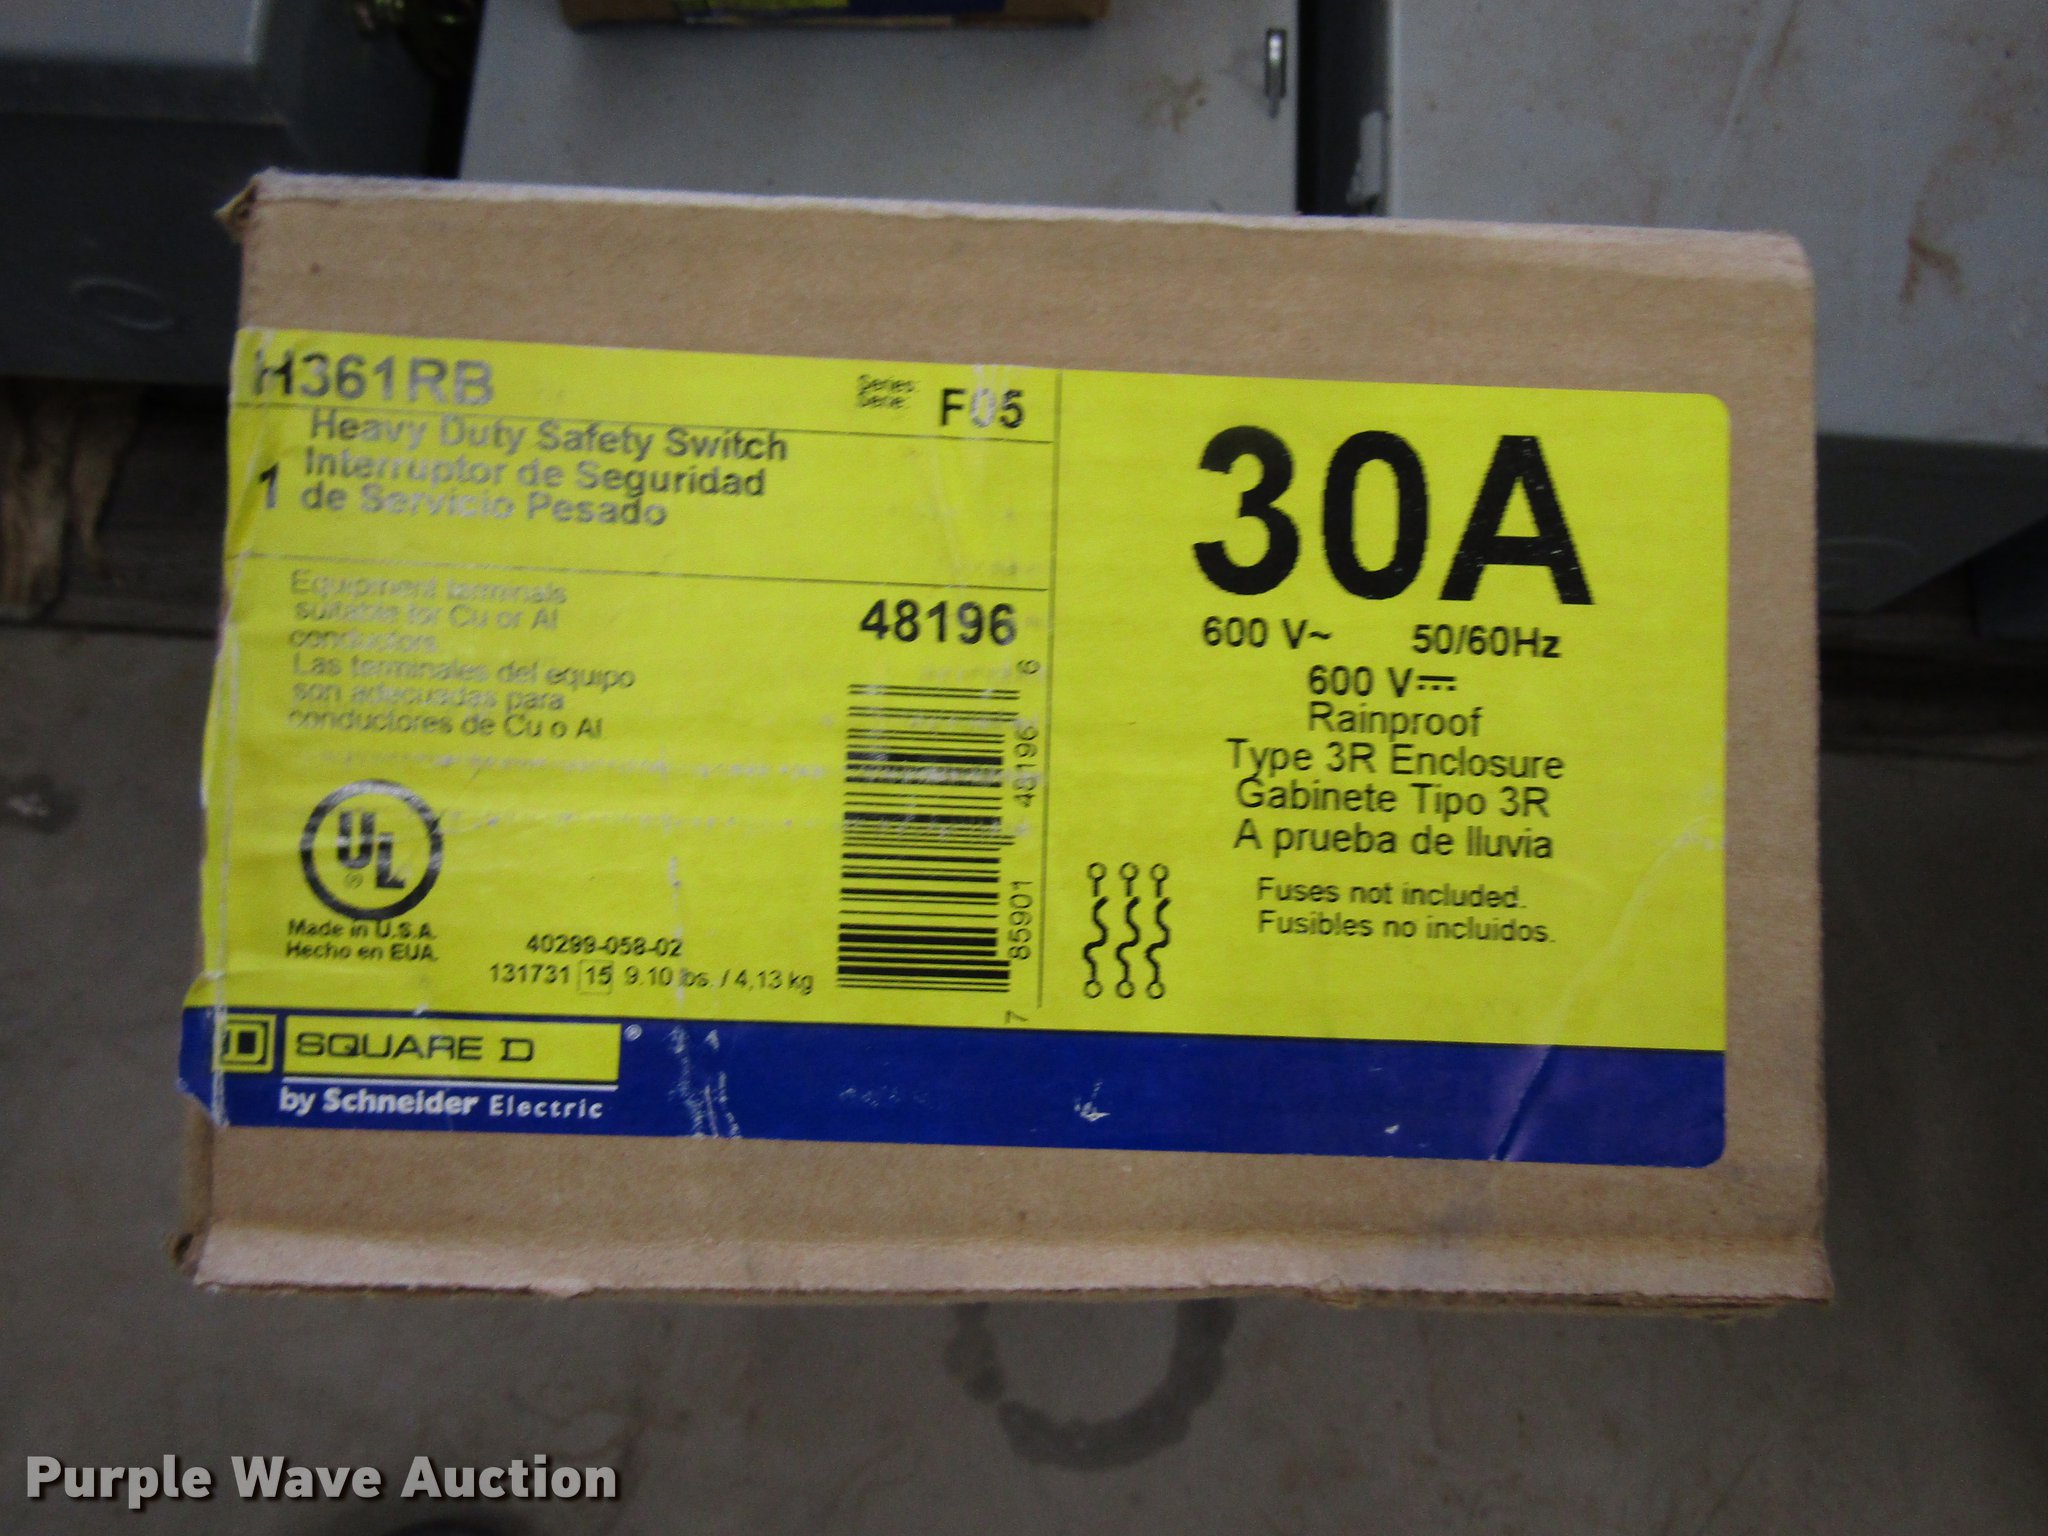 H361RB
Series:
Serie:
F05
1
Heavy Duty Safety Switch
Interruptor de Seguridad
de Servicio Pesado
Equipment terminals
suitable for Cu or Al
conductors.
Las terminales del equipo
son adecuadas para
conductores de Cu o Al
48196
7 85901 48196 6
UL
®
Made in U.S.A.
Hecho en EUA.
40299-058-02
131731 15 9.10 lbs. / 4,13 kg
30A
600 V~ 50/60Hz
600 V⎓
Rainproof
Type 3R Enclosure
Gabinete Tipo 3R
A prueba de lluvia
Fuses not included.
Fusibles no incluidos.
D SQUARE D ®
by Schneider Electric
Purple Wave Auction